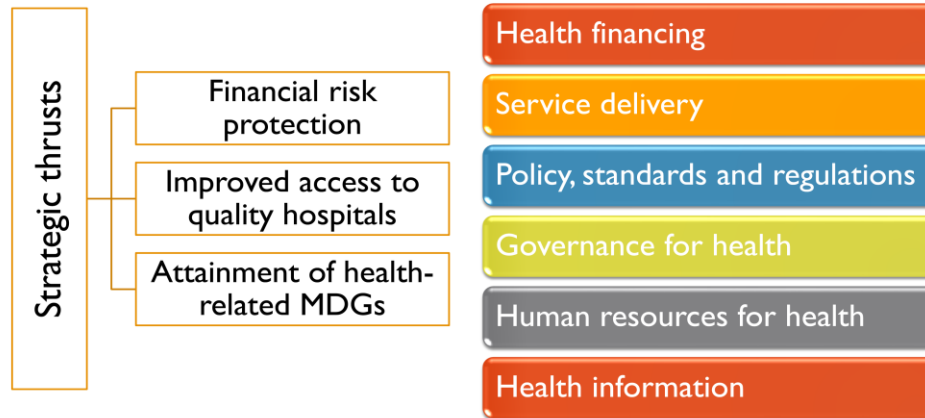 Strategic thrusts
Financial risk
protection
Improved access to
quality hospitals
Attainment of health-
related MDGs
Health financing
Service delivery
Policy, standards and regulations
Governance for health
Human resources for health
Health information